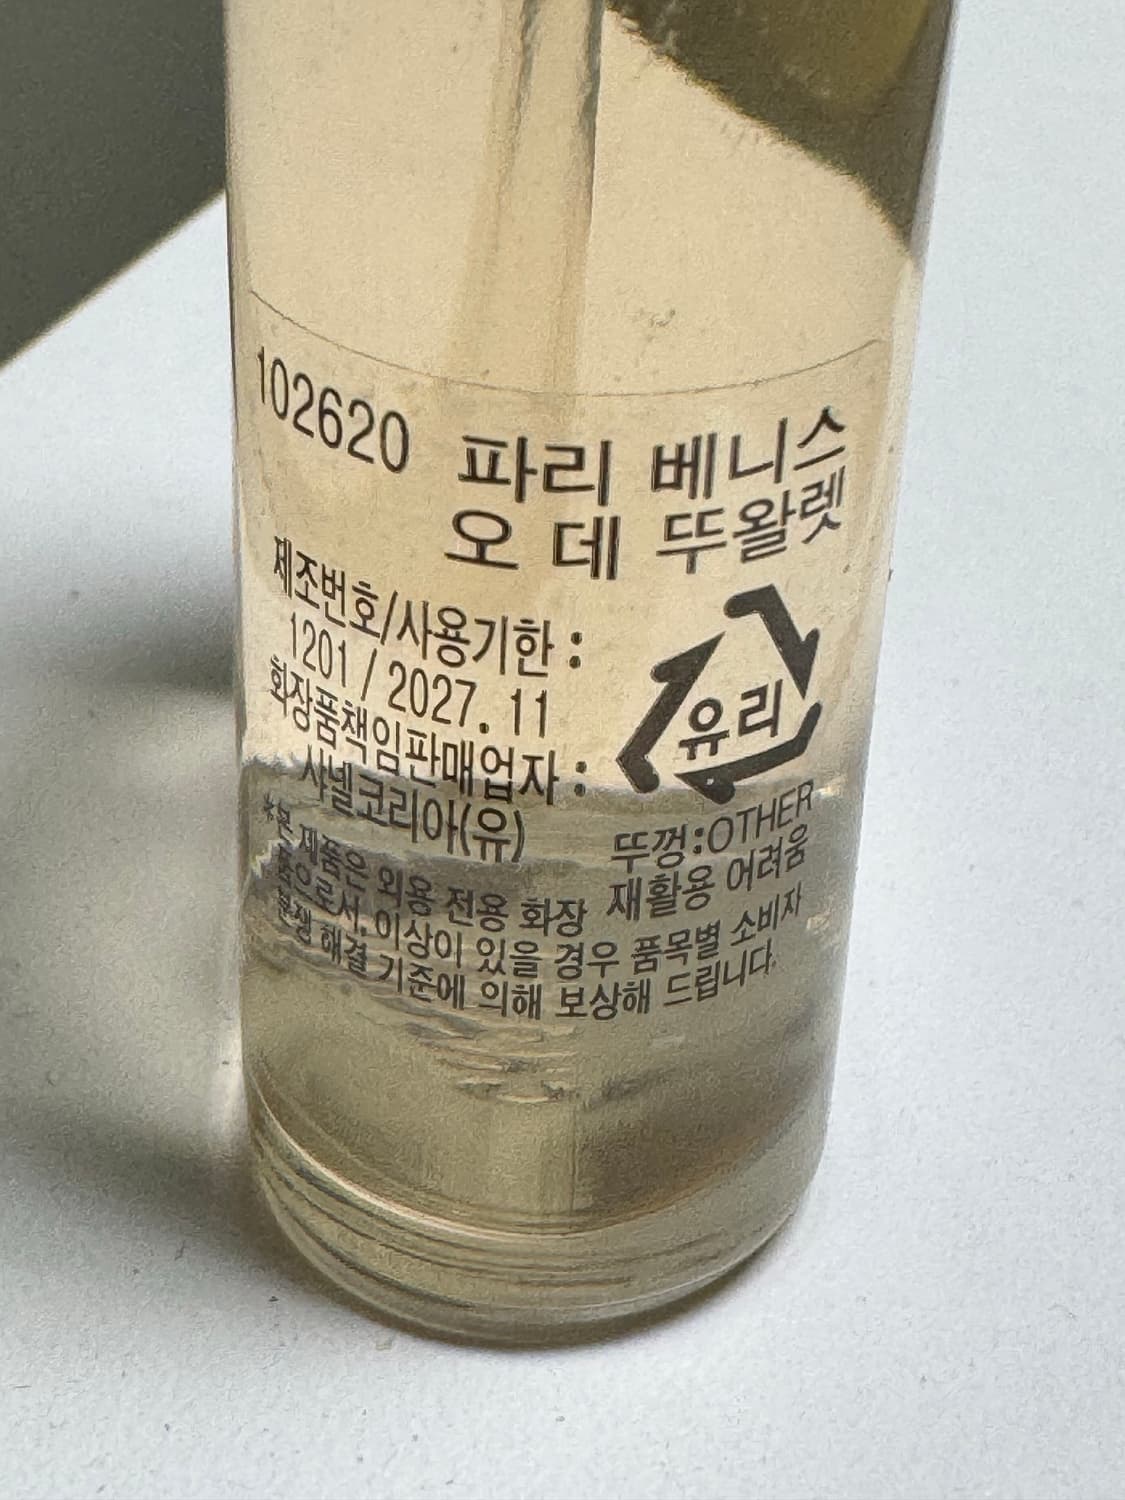 102620 파리 베니스
오 데 뚜왈렛
제조번호/사용기한 :
1201 / 2027. 11
화장품책임판매업자 :
샤넬코리아(유)
유리
뚜껑:OTHER
재활용 어려움
*본 제품은 외용 전용 화장
품으로서, 이상이 있을 경우 품목별 소비자
분쟁 해결 기준에 의해 보상해 드립니다.